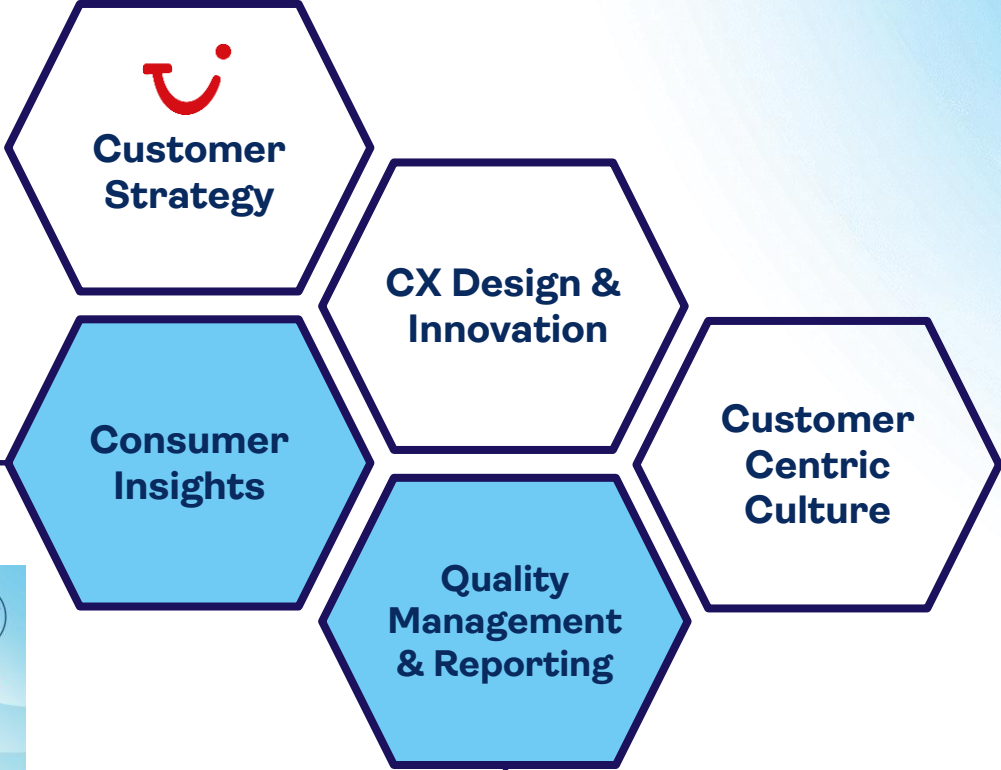 Customer
Strategy
CX Design &
Innovation
Consumer
Insights
Customer
Centric
Culture
Quality
Management
& Reporting